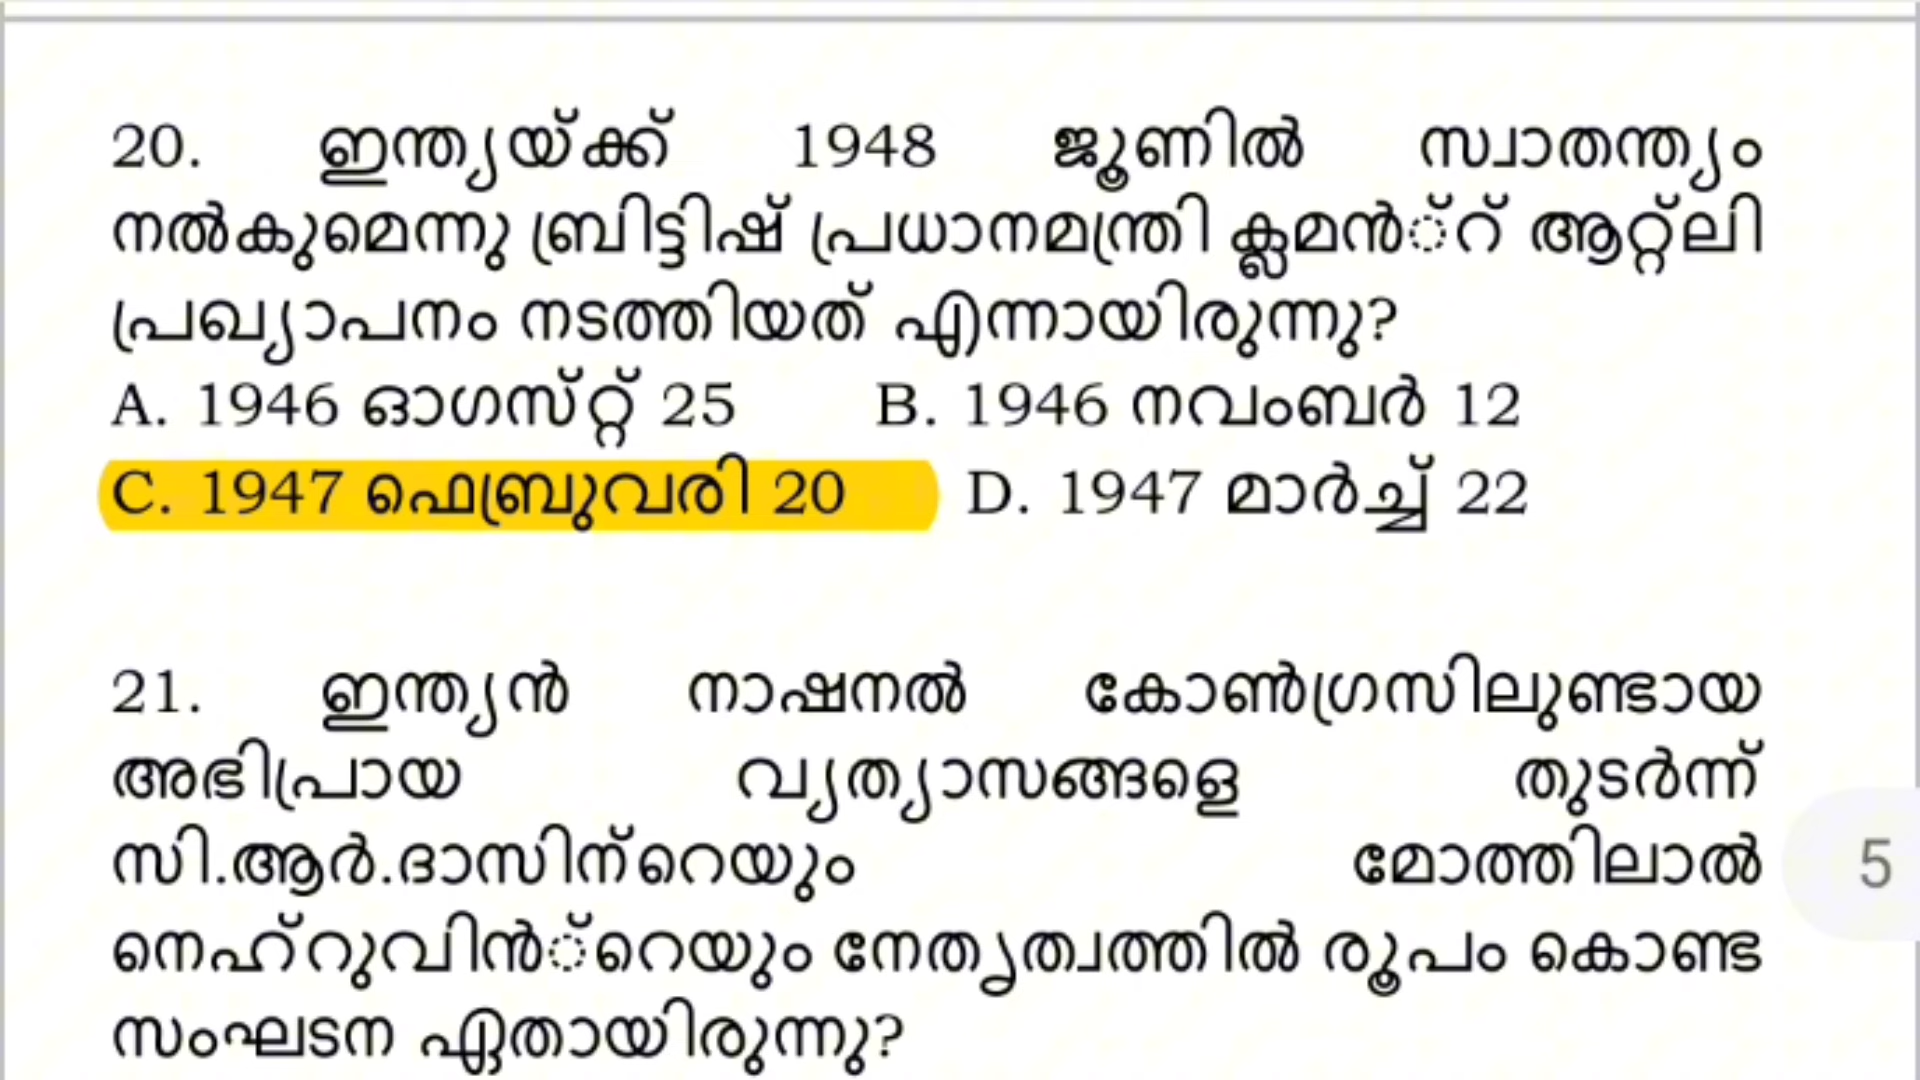 20. ഇന്ത്യയ്ക്ക് 1948 ജൂണിൽ സ്വാതന്ത്ര്യം
നൽകുമെന്നു ബ്രിട്ടിഷ് പ്രധാനമന്ത്രി ക്ലമൻ്റ് ആറ്റ്ലി
പ്രഖ്യാപനം നടത്തിയത് എന്നായിരുന്നു?
A. 1946 ഓഗസ്റ്റ് 25 B. 1946 നവംബർ 12
C. 1947 ഫെബ്രുവരി 20 D. 1947 മാർച്ച് 22
21. ഇന്ത്യൻ നാഷനൽ കോൺഗ്രസിലുണ്ടായ
അഭിപ്രായ വ്യത്യാസങ്ങളെ തുടർന്ന്
സി.ആർ.ദാസിന്റെയും മോത്തിലാൽ
നെഹ്റുവിൻ്റെയും നേതൃത്വത്തിൽ രൂപം കൊണ്ട
സംഘടന ഏതായിരുന്നു?
5